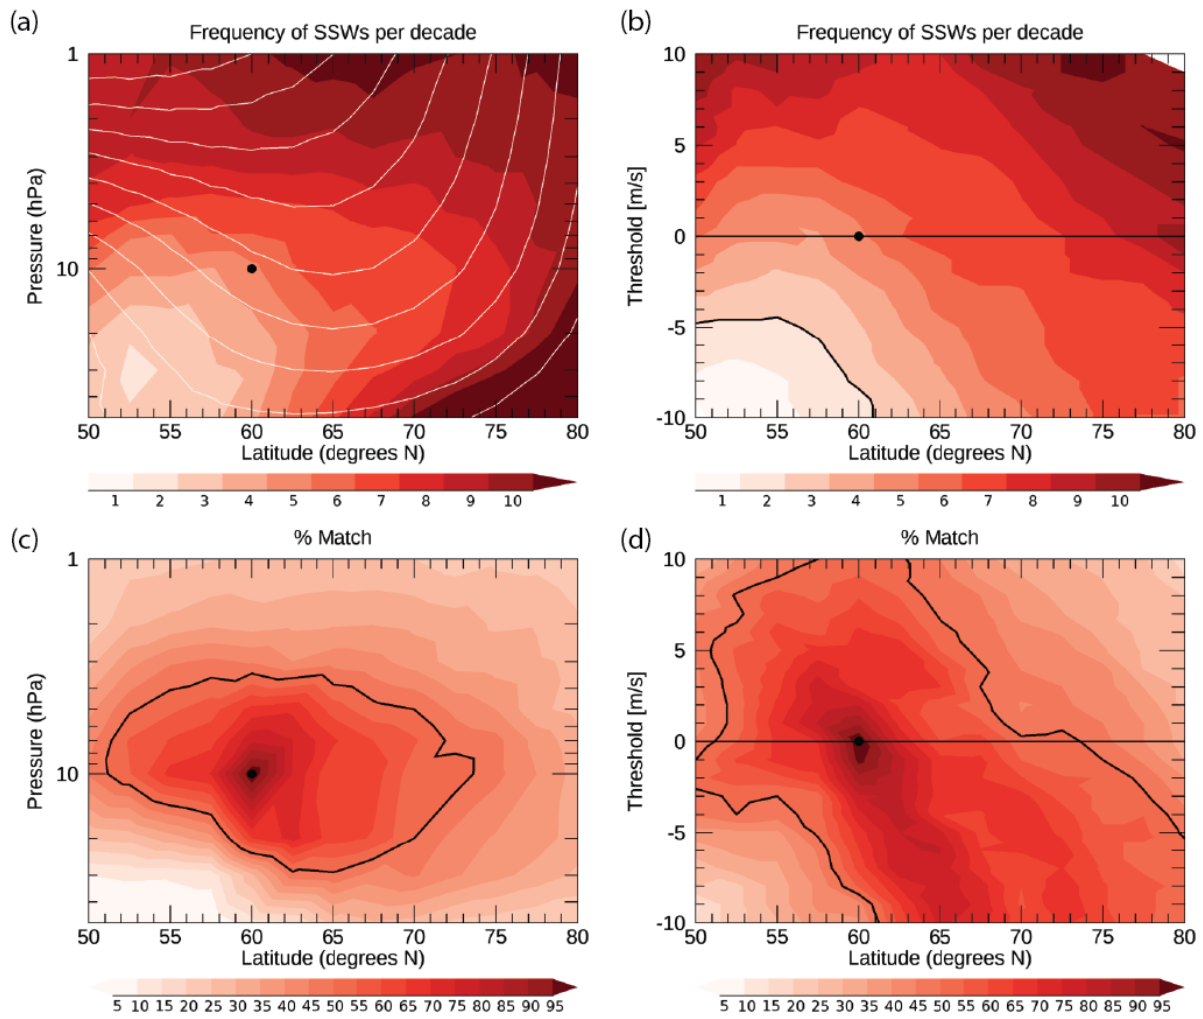 (a)
Frequency of SSWs per decade
1
10
Pressure (hPa)
50 55 60 65 70 75 80
Latitude (degrees N)
1 2 3 4 5 6 7 8 9 10
(b)
Frequency of SSWs per decade
10
5
0
-5
-10
Threshold [m/s]
50 55 60 65 70 75 80
Latitude (degrees N)
1 2 3 4 5 6 7 8 9 10
(c)
% Match
1
10
Pressure (hPa)
50 55 60 65 70 75 80
Latitude (degrees N)
5 10 15 20 25 30 35 40 45 50 55 60 65 70 75 80 85 90 95
(d)
% Match
10
5
0
-5
-10
Threshold [m/s]
50 55 60 65 70 75 80
Latitude (degrees N)
5 10 15 20 25 30 35 40 45 50 55 60 65 70 75 80 85 90 95